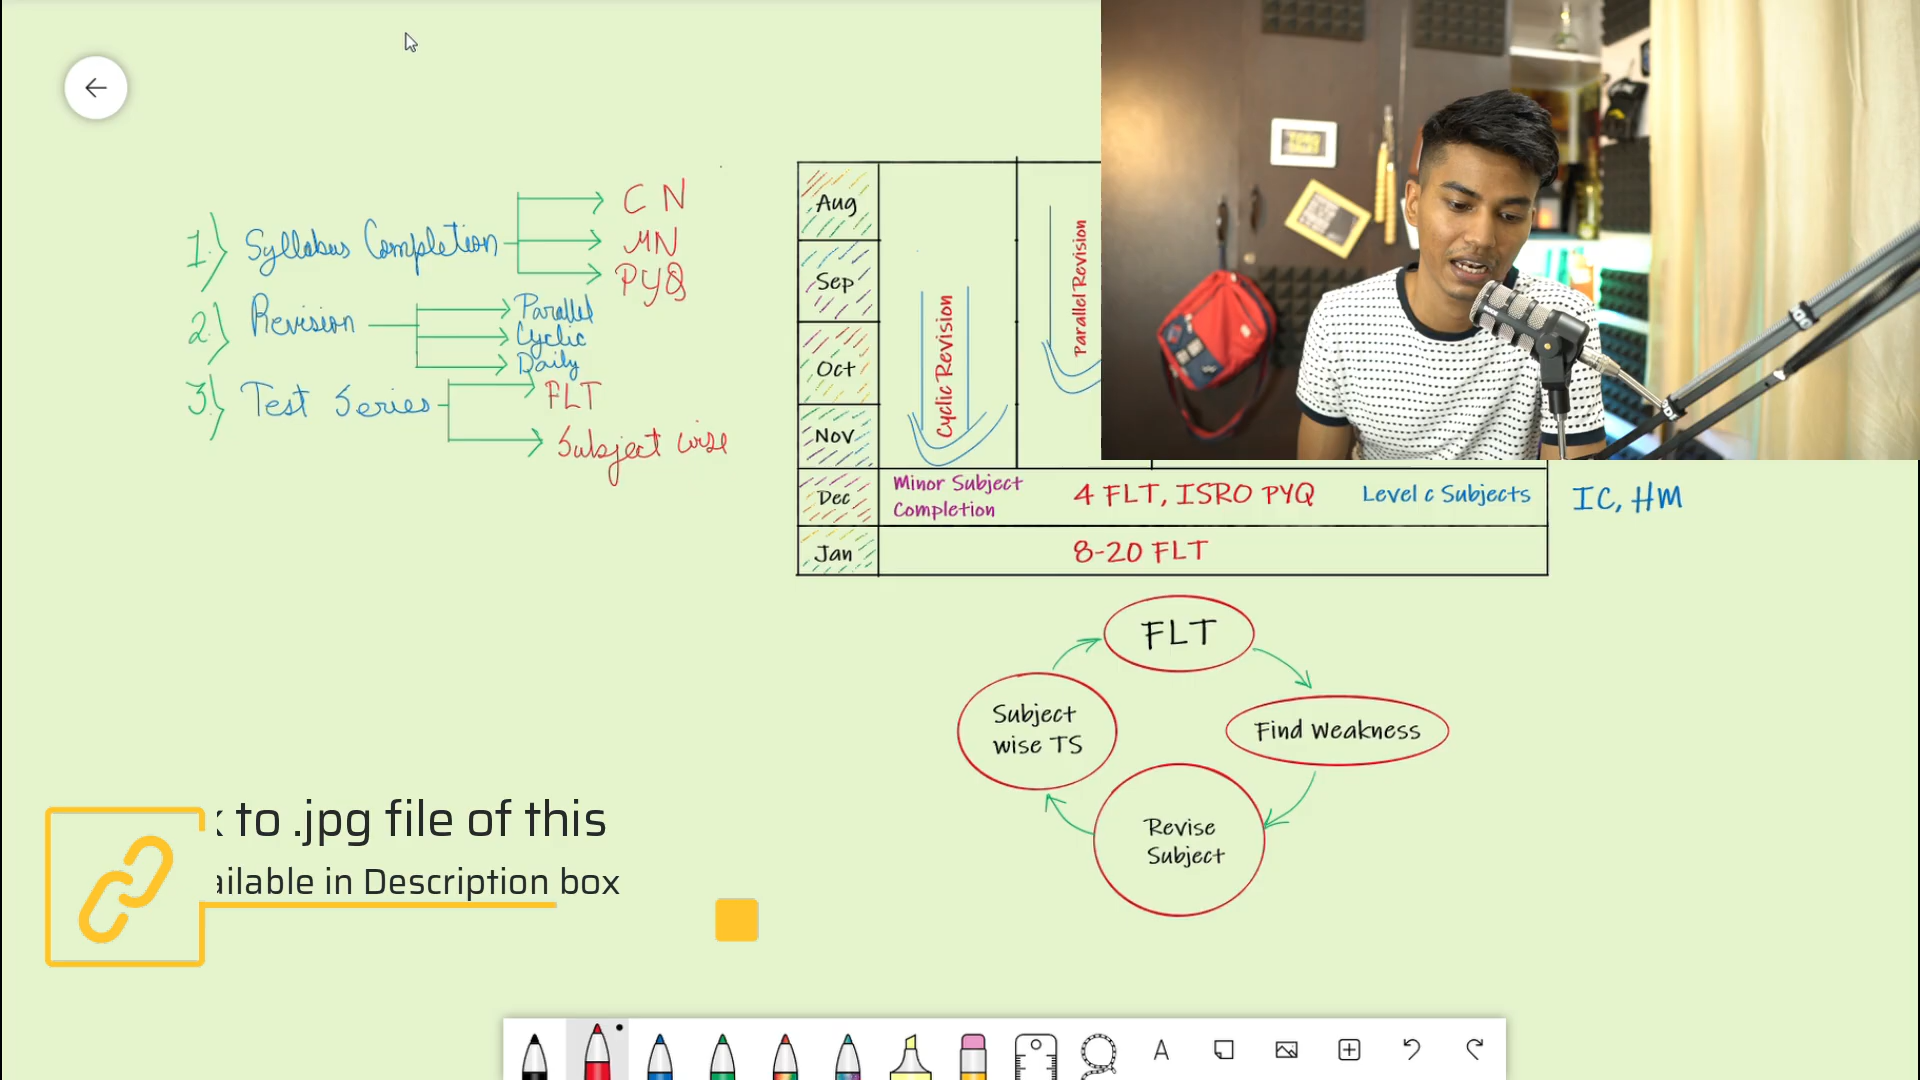 1) Syllabus Completion
CN
MN
PYQ
2) Revision
Parallel
Cyclic
Daily
3) Test Series
FLT
Subject wise
Aug
Sep
Oct
Nov
Cyclic Revision
Parallel Revision
Dec
Minor Subject
Completion
4 FLT, ISRO PYQ
Level c Subjects
IC, HM
Jan
8-20 FLT
FLT
Find Weakness
Revise
Subject
Subject
wise TS
to .jpg file of this
in Description box
A